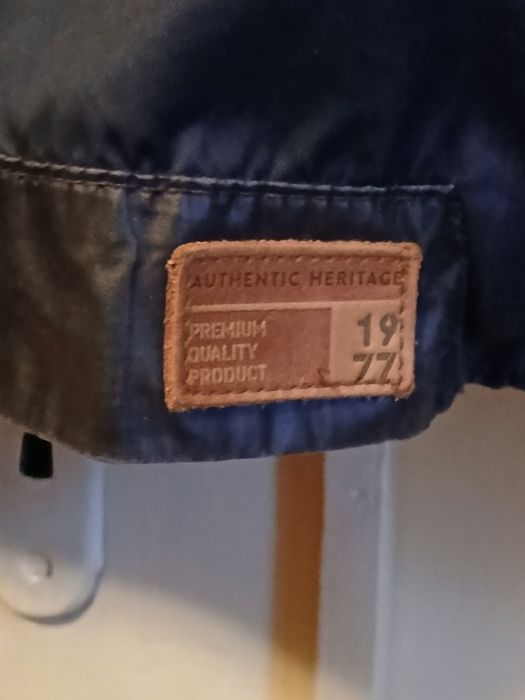 AUTHENTIC HERITAGE
PREMIUM
QUALITY
PRODUCT
19
77